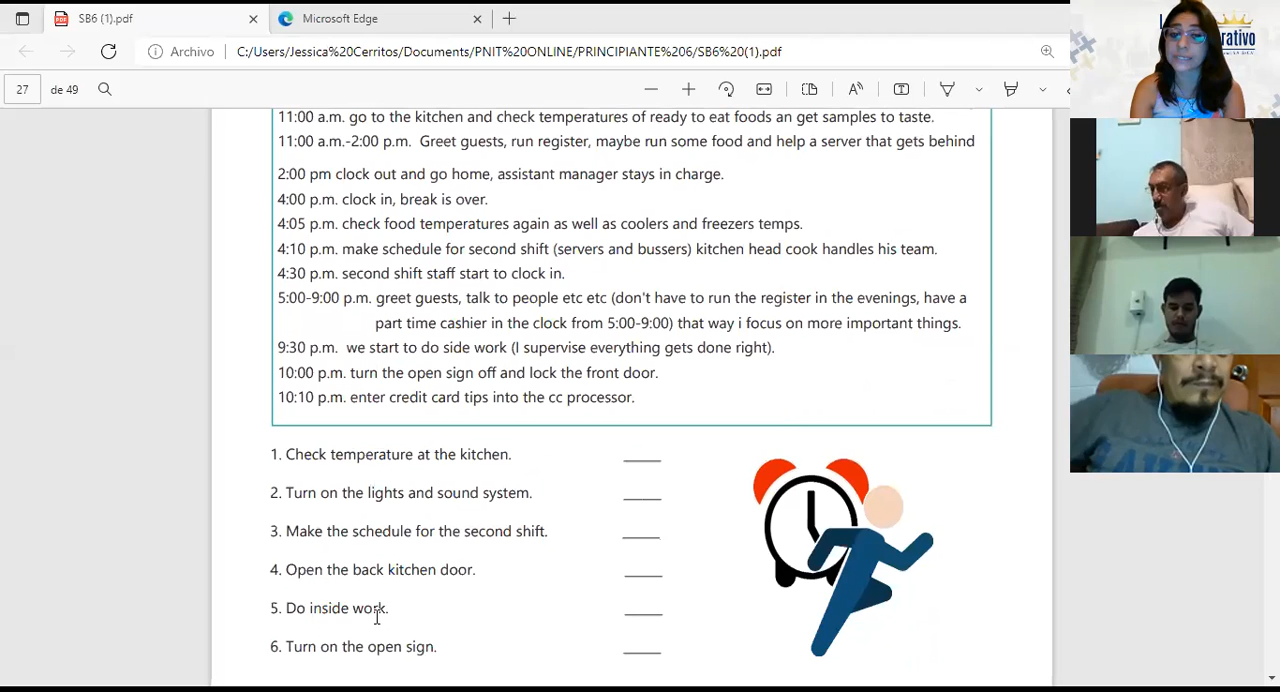 SB6 (1).pdf
Microsoft Edge
Archivo
C:/Users/Jessica%20Cerritos/Documents/PNIT%20ONLINE/PRINCIPIANTE%206/SB6%20(1).pdf
27
de 49
11:00 a.m. go to the kitchen and check temperatures of ready to eat foods an get samples to taste.
11:00 a.m.-2:00 p.m. Greet guests, run register, maybe run some food and help a server that gets behind
2:00 pm clock out and go home, assistant manager stays in charge.
4:00 p.m. clock in, break is over.
4:05 p.m. check food temperatures again as well as coolers and freezers temps.
4:10 p.m. make schedule for second shift (servers and bussers) kitchen head cook handles his team.
4:30 p.m. second shift staff start to clock in.
5:00-9:00 p.m. greet guests, talk to people etc etc (don't have to run the register in the evenings, have a
part time cashier in the clock from 5:00-9:00) that way i focus on more important things.
9:30 p.m. we start to do side work (I supervise everything gets done right).
10:00 p.m. turn the open sign off and lock the front door.
10:10 p.m. enter credit card tips into the cc processor.
1. Check temperature at the kitchen.
2. Turn on the lights and sound system.
3. Make the schedule for the second shift.
4. Open the back kitchen door.
5. Do inside work.
6. Turn on the open sign.